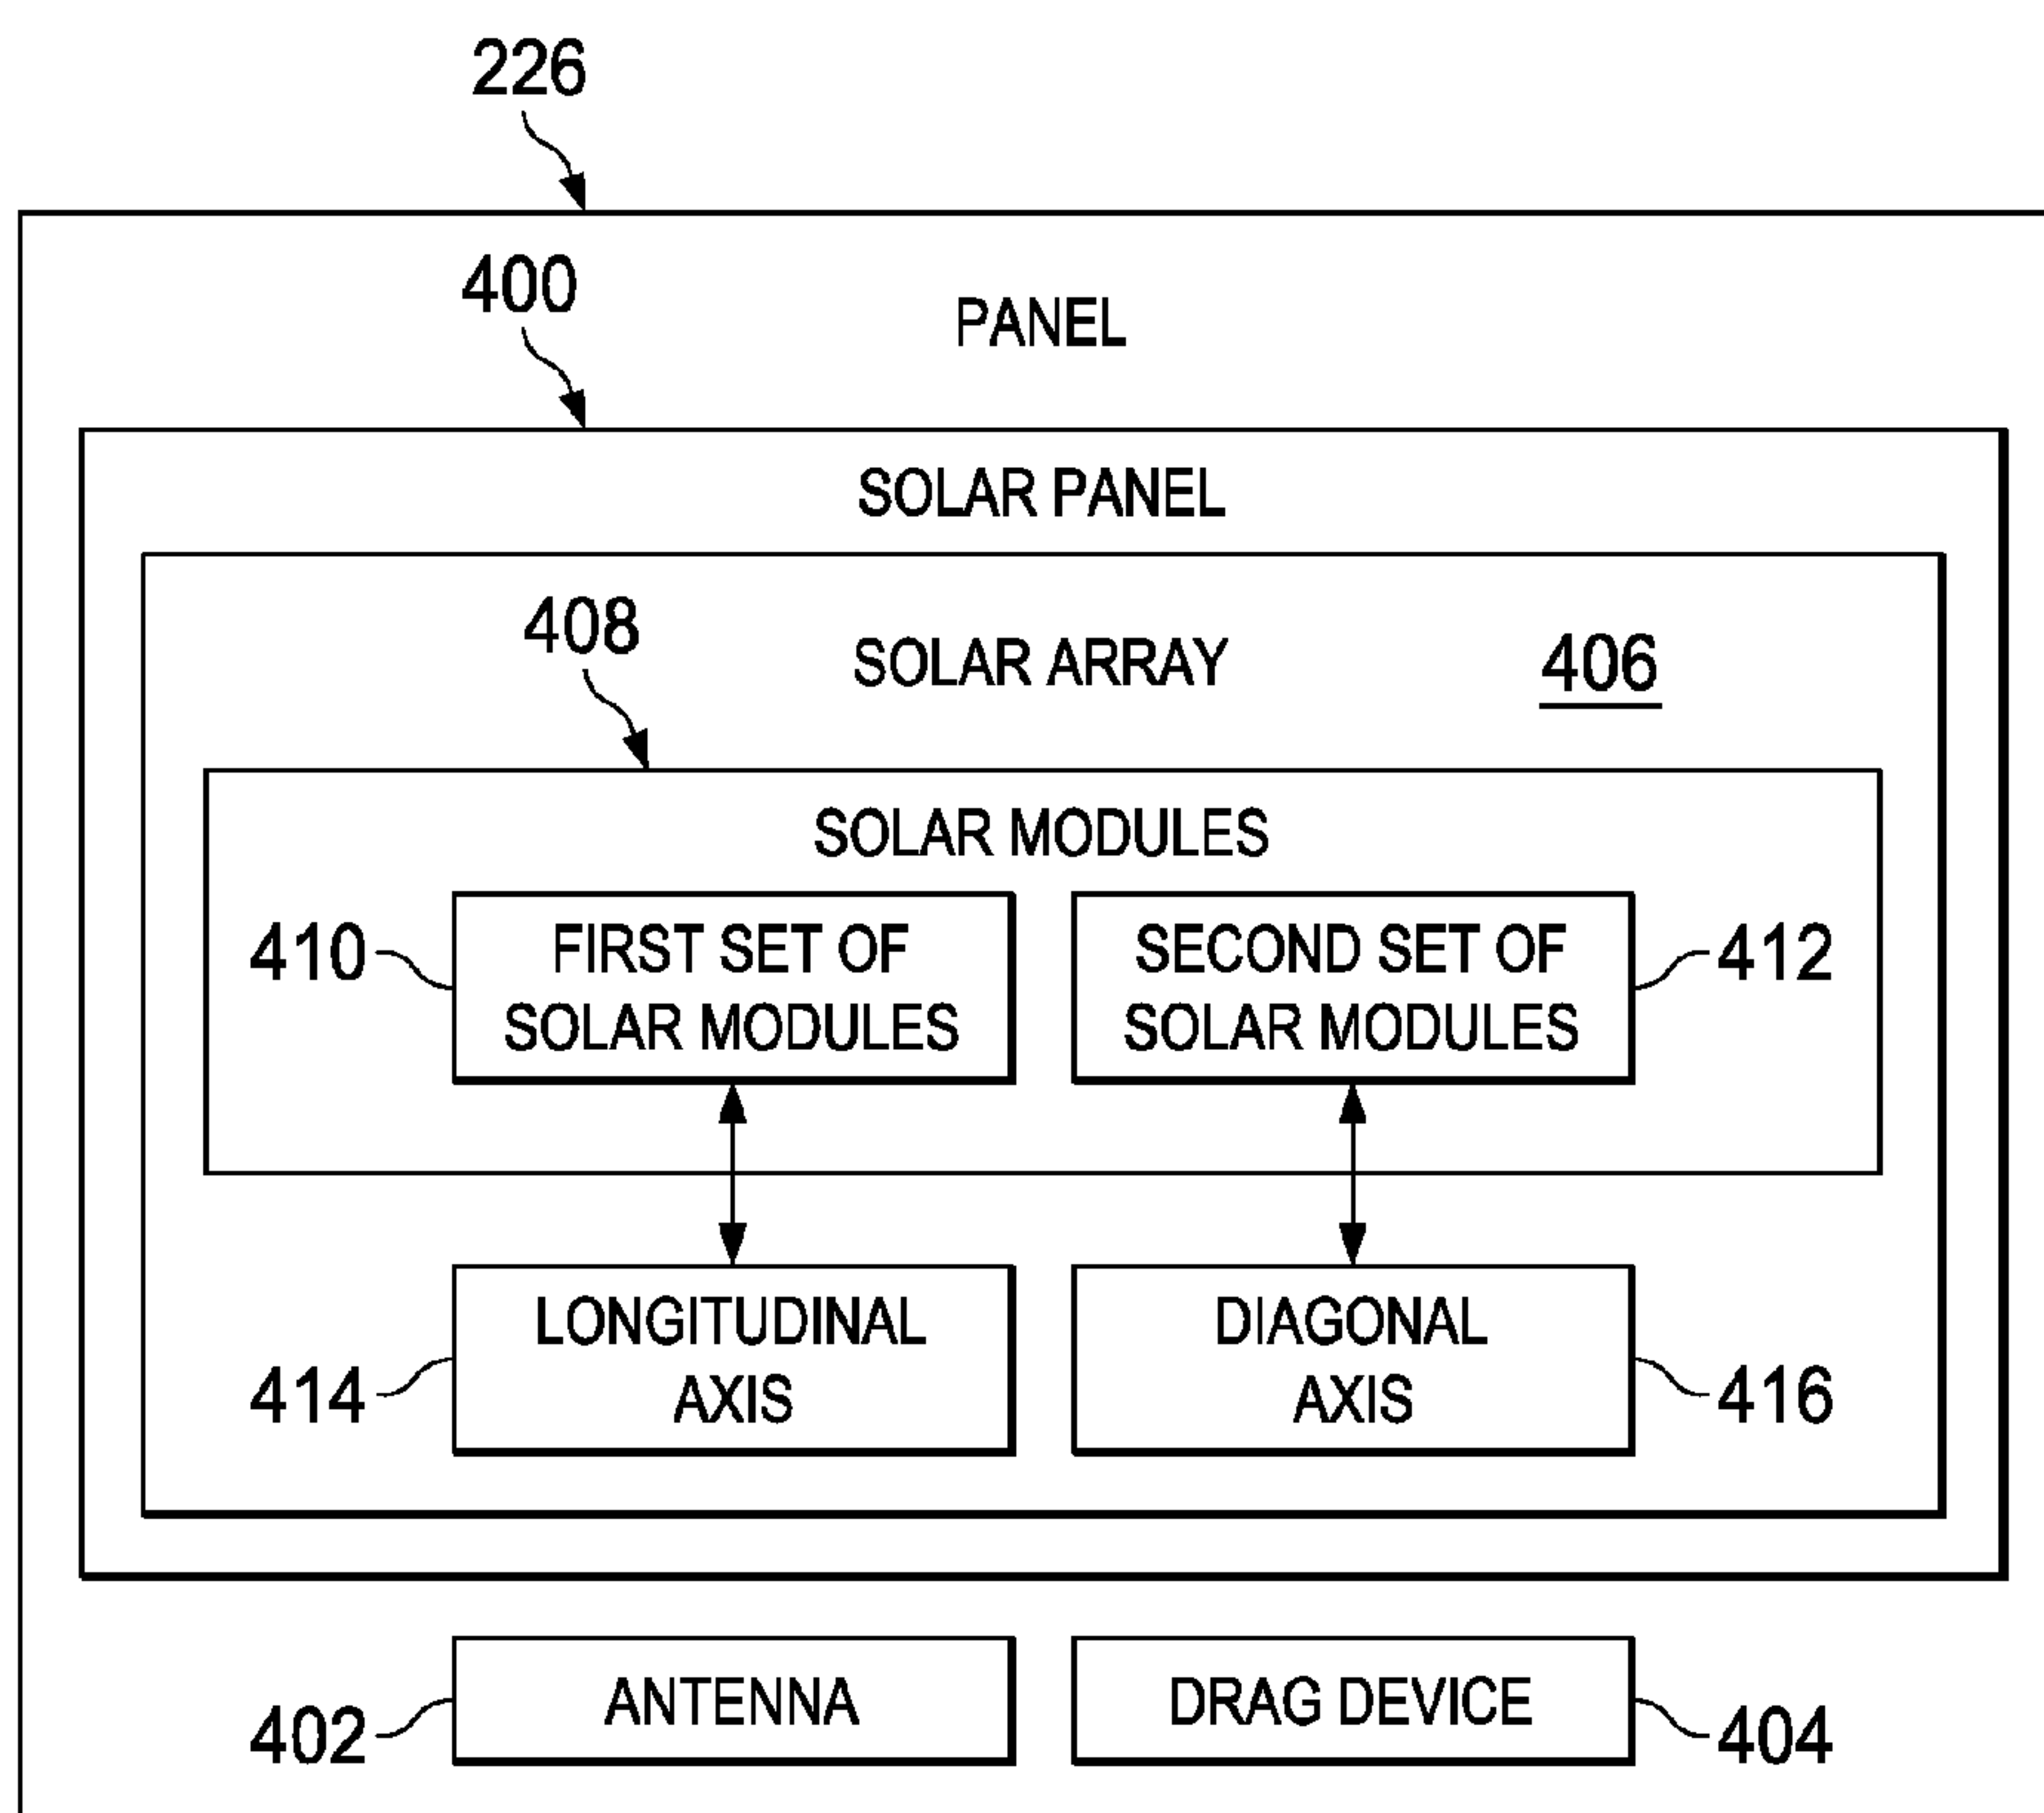 226
400
PANEL
SOLAR PANEL
408
SOLAR ARRAY
406
SOLAR MODULES
410
FIRST SET OF
SOLAR MODULES
SECOND SET OF
SOLAR MODULES
412
414
LONGITUDINAL
AXIS
DIAGONAL
AXIS
416
402
ANTENNA
DRAG DEVICE
404